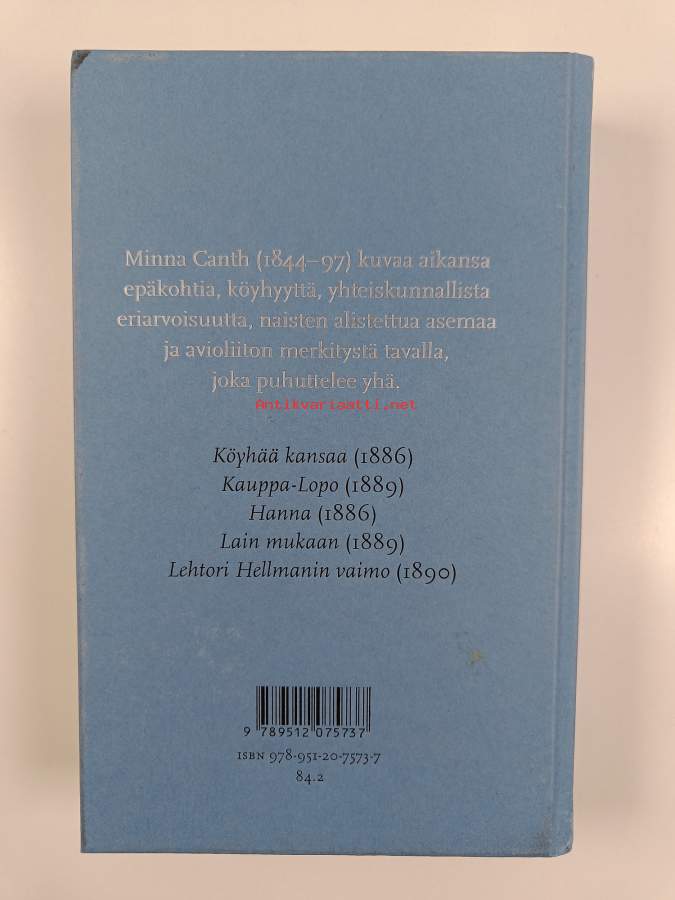 Minna Canth (1844–97) kuvaa aikansa
epäkohtia, köyhyyttä, yhteiskunnallista
eriarvoisuutta, naisten alistettua asemaa
ja avioliiton merkitystä tavalla,
joka puhuttelee yhä.
Antikvariaatti.net
Köyhää kansaa (1886)
Kauppa-Lopo (1889)
Hanna (1886)
Lain mukaan (1889)
Lehtori Hellmanin vaimo (1890)
9 789512 075737
ISBN 978-951-20-7573-7
84.2